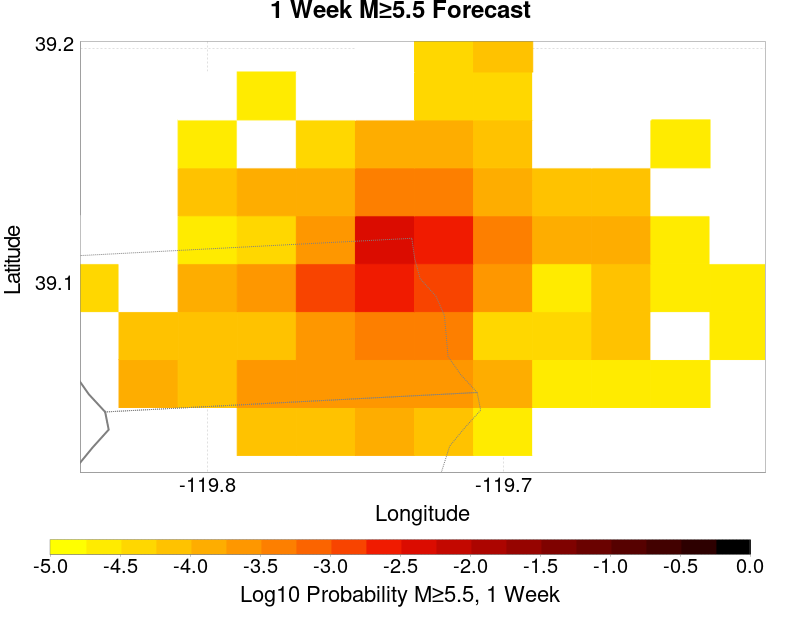 1 Week M≥5.5 Forecast
39.2
39.1
Latitude
-119.8 -119.7
Longitude
-5.0 -4.5 -4.0 -3.5 -3.0 -2.5 -2.0 -1.5 -1.0 -0.5 0.0
Log10 Probability M≥5.5, 1 Week